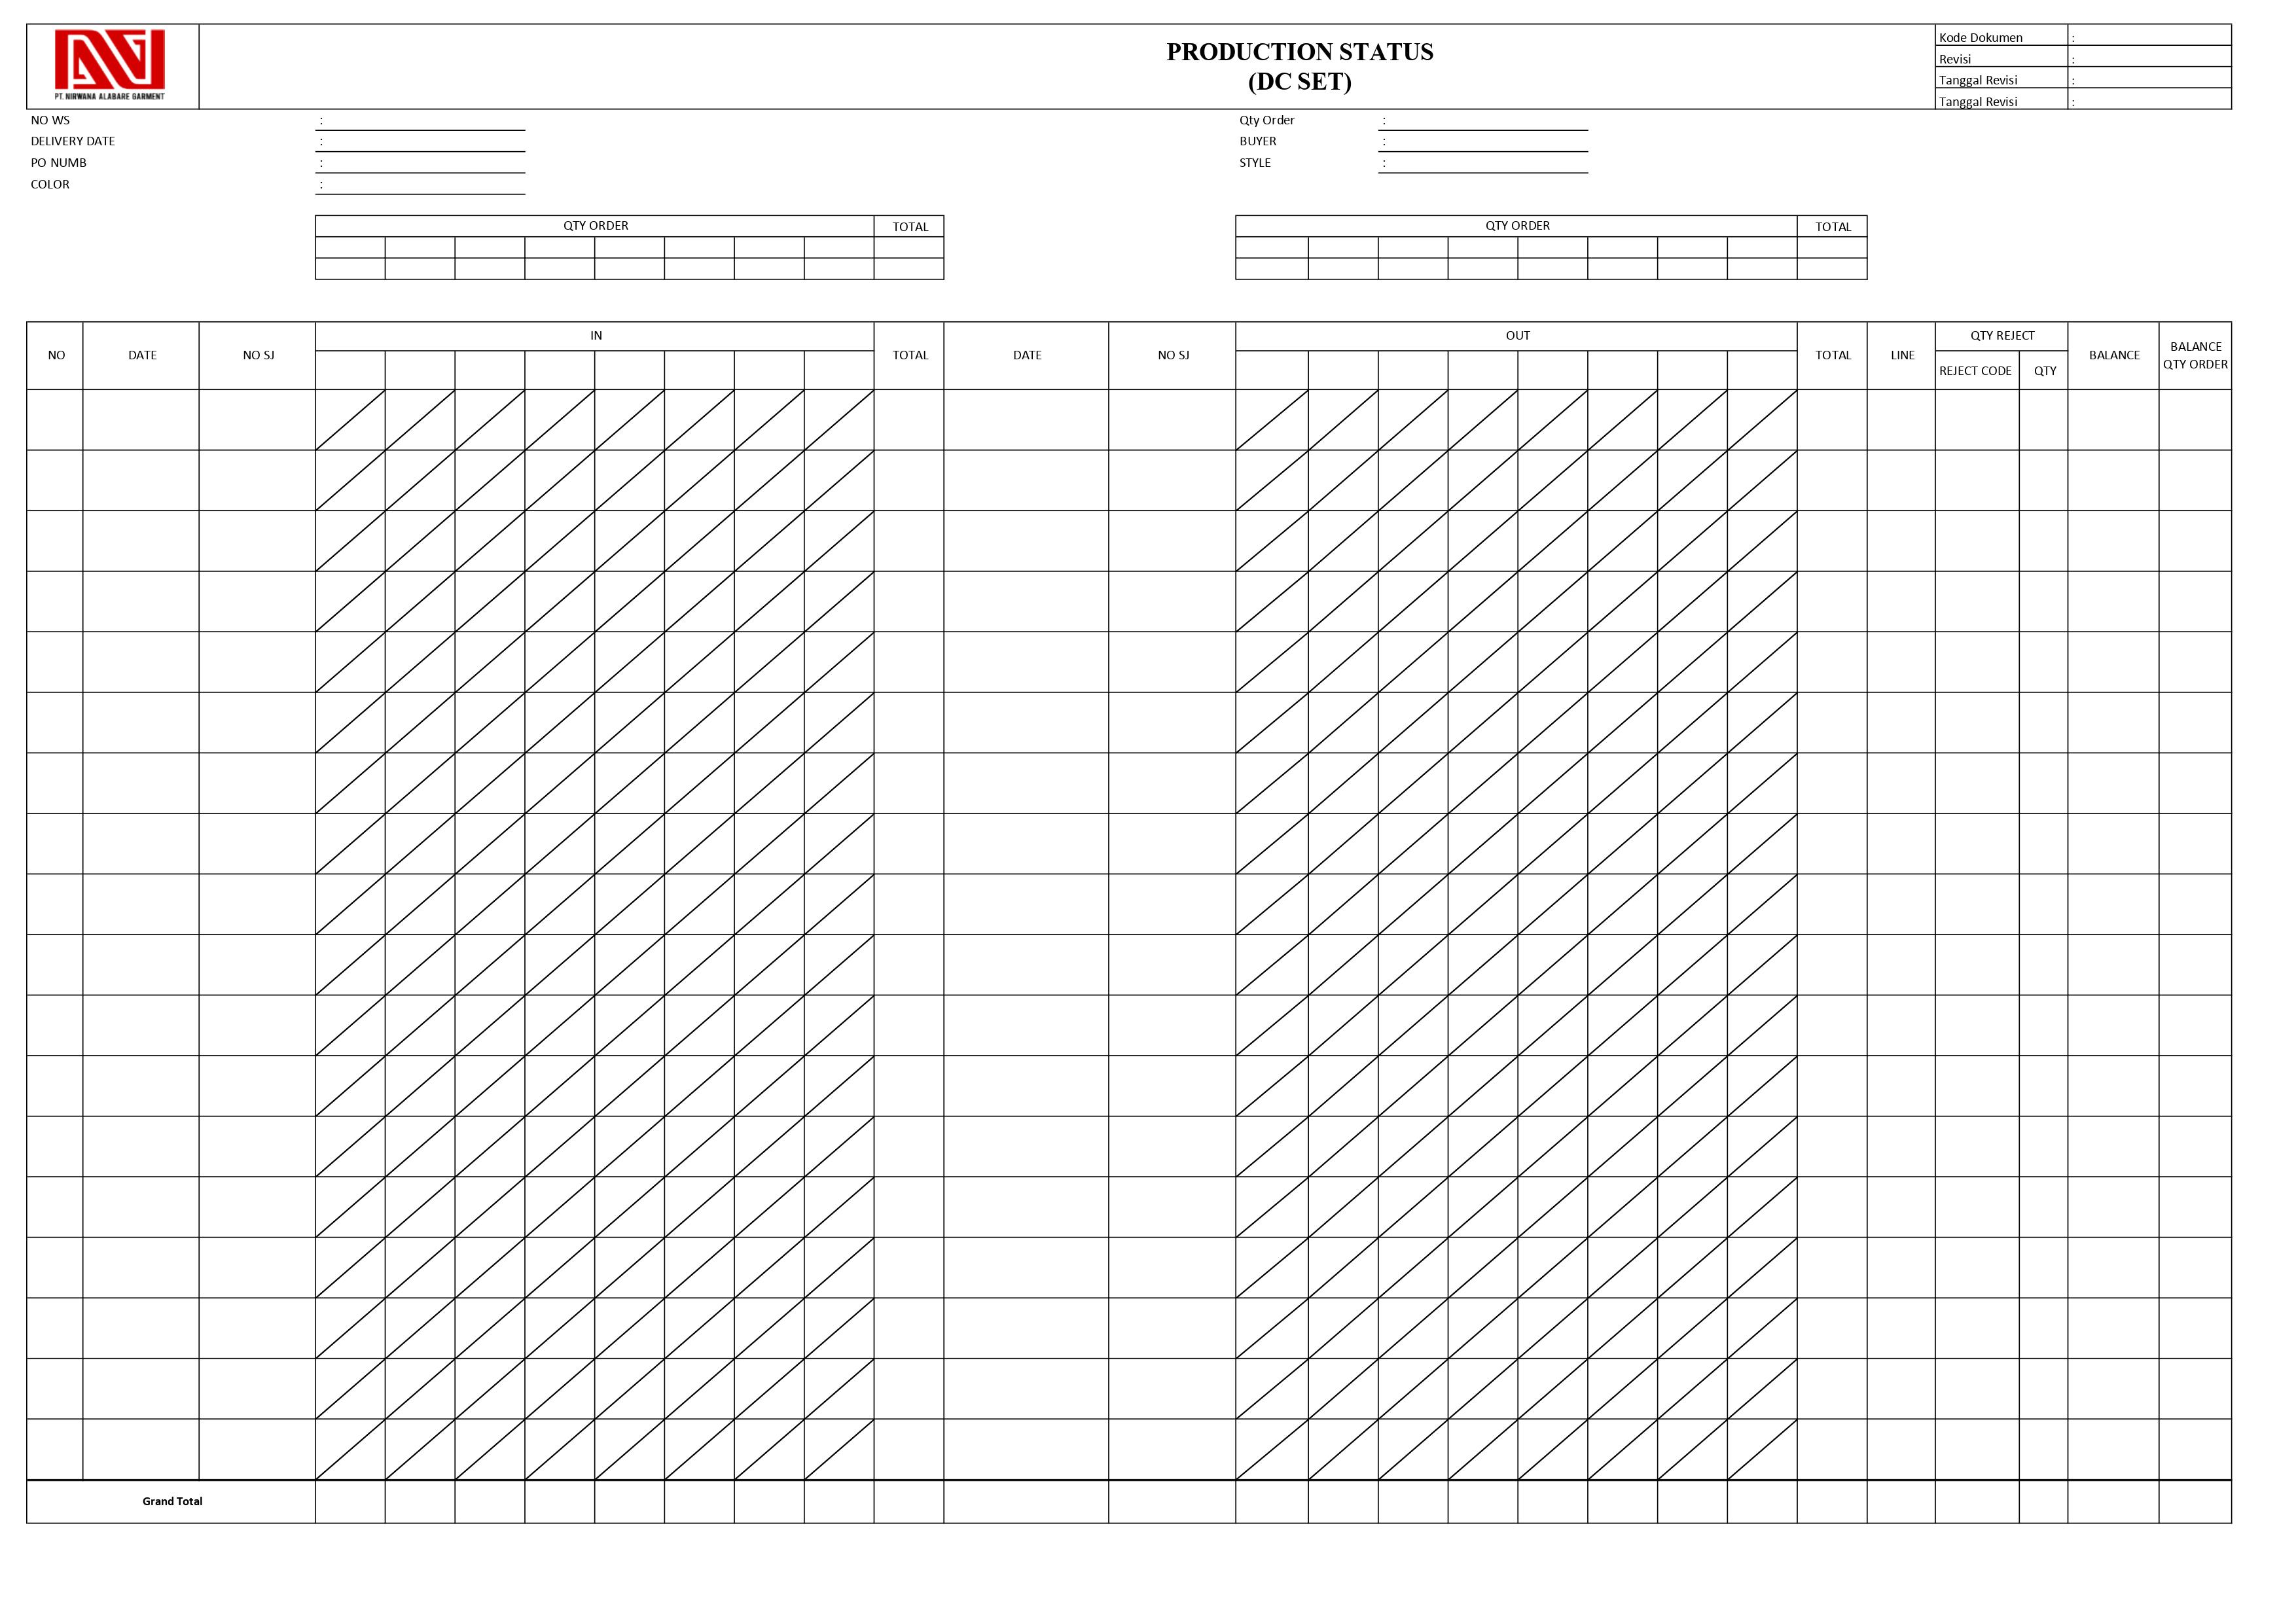 PT. NIRWANA ALABARE GARMENT
PRODUCTION STATUS
(DC SET)
Kode Dokumen :
Revisi :
Tanggal Revisi :
Tanggal Revisi :
NO WS : Qty Order :
DELIVERY DATE : BUYER :
PO NUMB : STYLE :
COLOR :
QTY ORDER TOTAL QTY ORDER TOTAL
NO DATE NO SJ IN TOTAL DATE NO SJ OUT TOTAL LINE QTY REJECT BALANCE BALANCE
QTY ORDER
REJECT CODE QTY
Grand Total